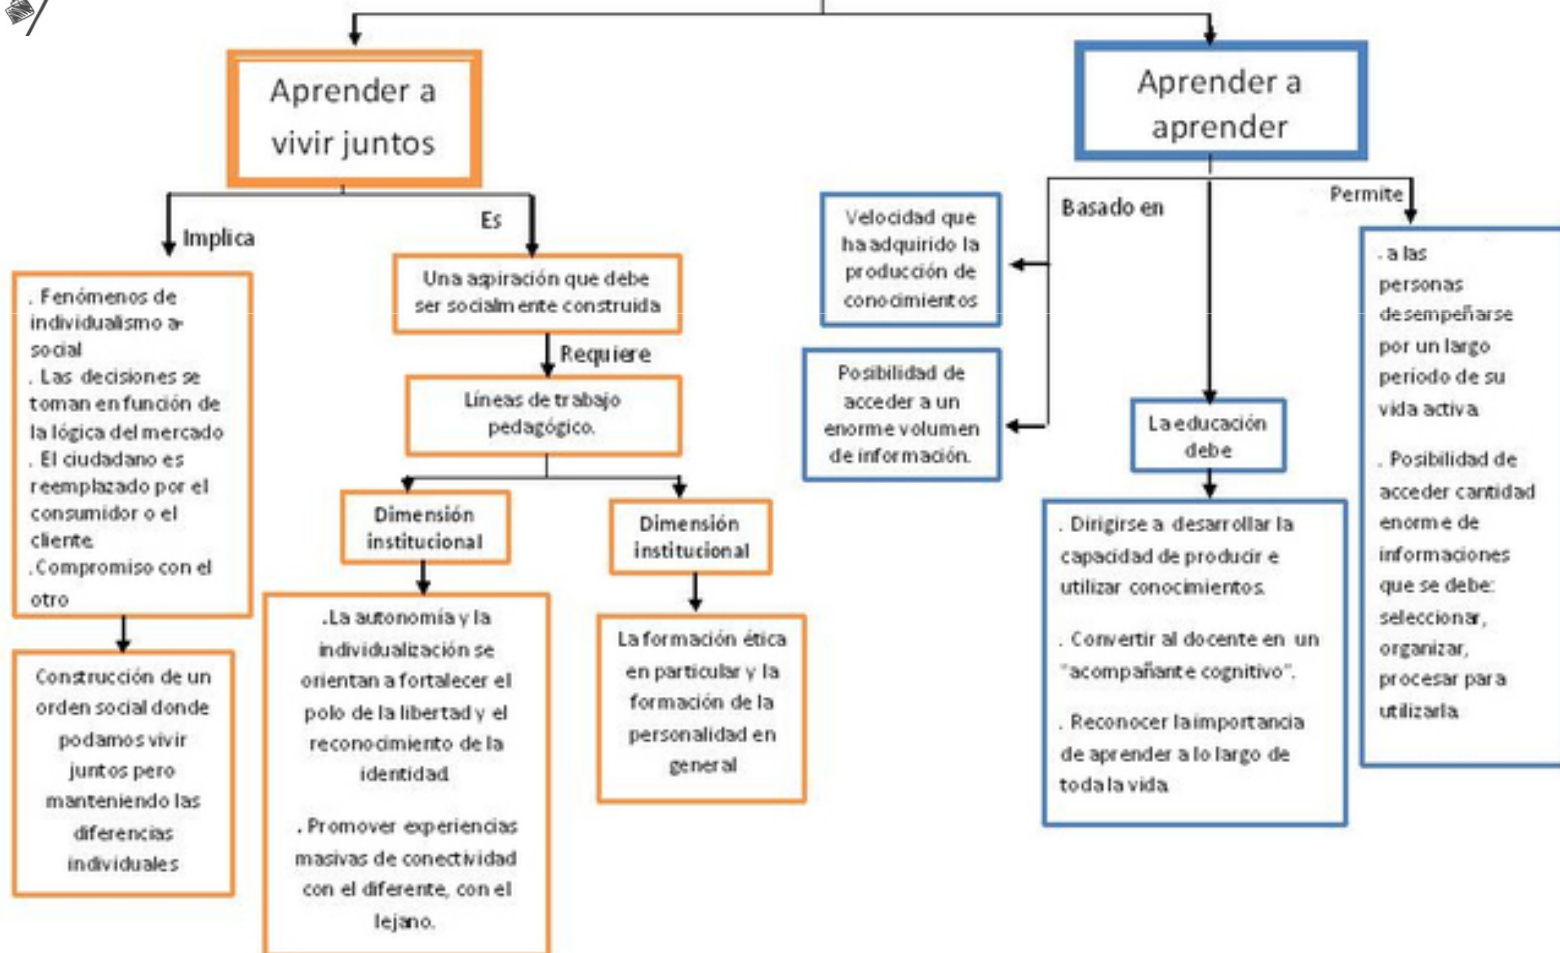 Aprender a
vivir juntos
Implica
. Fenómenos de
individualismo a-
social
. Las decisiones se
toman en función de
la lógica del mercado
. El ciudadano es
reemplazado por el
consumidor o el
cliente.
.Compromiso con el
otro
Construcción de un
orden social donde
podamos vivir
juntos pero
manteniendo las
diferencias
individuales
Es
Una aspiración que debe
ser socialmente construida
Requiere
Líneas de trabajo
pedagógico.
Dimensión
institucional
.La autonomía y la
individualización se
orientan a fortalecer el
polo de la libertad y el
reconocimiento de la
identidad.
. Promover experiencias
masivas de conectividad
con el diferente, con el
lejano.
Dimensión
institucional
La formación ética
en particular y la
formación de la
personalidad en
general
Aprender a
aprender
Basado en
Velocidad que
ha adquirido la
producción de
conocimientos
Posibilidad de
acceder a un
enorme volumen
de información.
La educación
debe
. Dirigirse a desarrollar la
capacidad de producir e
utilizar conocimientos.
. Convertir al docente en un
"acompañante cognitivo".
. Reconocer la importancia
de aprender a lo largo de
toda la vida.
Permite
. a las
personas
desempeñarse
por un largo
periodo de su
vida activa.
. Posibilidad de
acceder cantidad
enorme de
informaciones
que se debe:
seleccionar,
organizar,
procesar para
utilizarla.